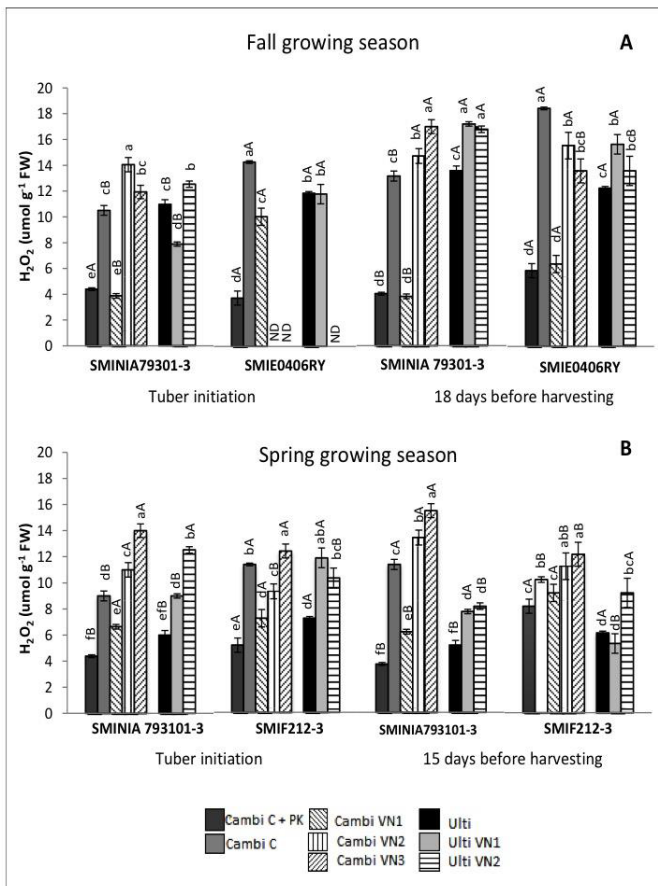 Fall growing season
A
H₂O₂ (umol g⁻¹ FW)
20
18
16
14
12
10
8
6
4
2
0
eA cB eB a bc cB dB b
dA aA cA ND ND bA bA ND
dA cB dB bA aA cA aA aA
dA aA dA bA bcB cA bA bcB
SMINIA79301-3 SMIE0406RY SMINIA 79301-3 SMIE0406RY
Tuber initiation 18 days before harvesting
Spring growing season
B
H₂O₂ (umol g⁻¹ FW)
20
18
16
14
12
10
8
6
4
2
0
fB dB eA cA aA efB dB bA
eA bA dA cB aA dA abA bcB
fB cA eB bA aA fB dA dB
cA bB cA abB aB dA dB bcA
SMINIA 793101-3 SMIF212-3 SMINIA793101-3 SMIF212-3
Tuber initiation 15 days before harvesting
Cambi C + PK Cambi VN1 Ulti
Cambi C Cambi VN2 Ulti VN1
Cambi VN3 Ulti VN2